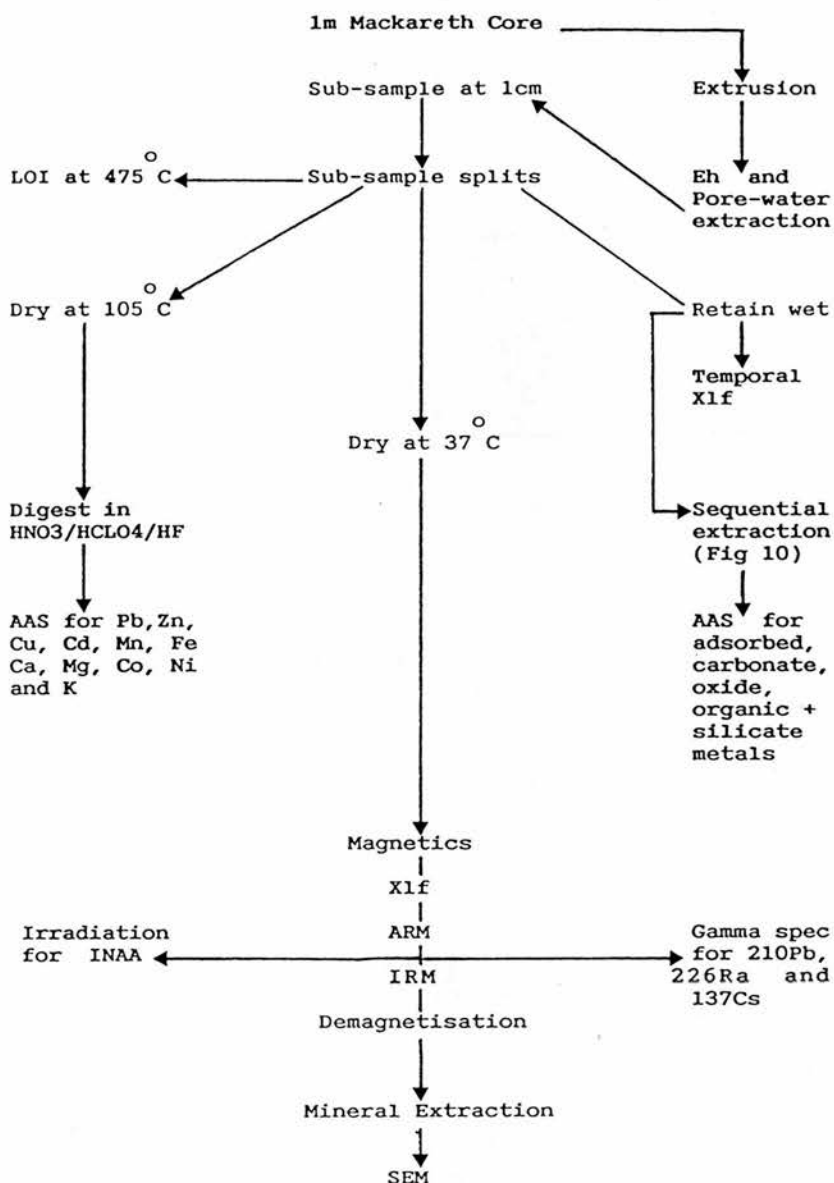 1m Mackareth Core
Sub-sample at 1cm
Extrusion
LOI at 475°C
Sub-sample splits
Eh and
Pore-water
extraction
Dry at 105°C
Retain wet
Temporal
Xlf
Dry at 37°C
Digest in
HNO3/HCLO4/HF
Sequential
extraction
(Fig 10)
AAS for Pb,Zn,
Cu, Cd, Mn, Fe
Ca, Mg, Co, Ni
and K
AAS for
adsorbed,
carbonate,
oxide,
organic +
silicate
metals
Magnetics
Xlf
Irradiation
for INAA
ARM
IRM
Gamma spec
for 210Pb,
226Ra and
137Cs
Demagnetisation
Mineral Extraction
SEM